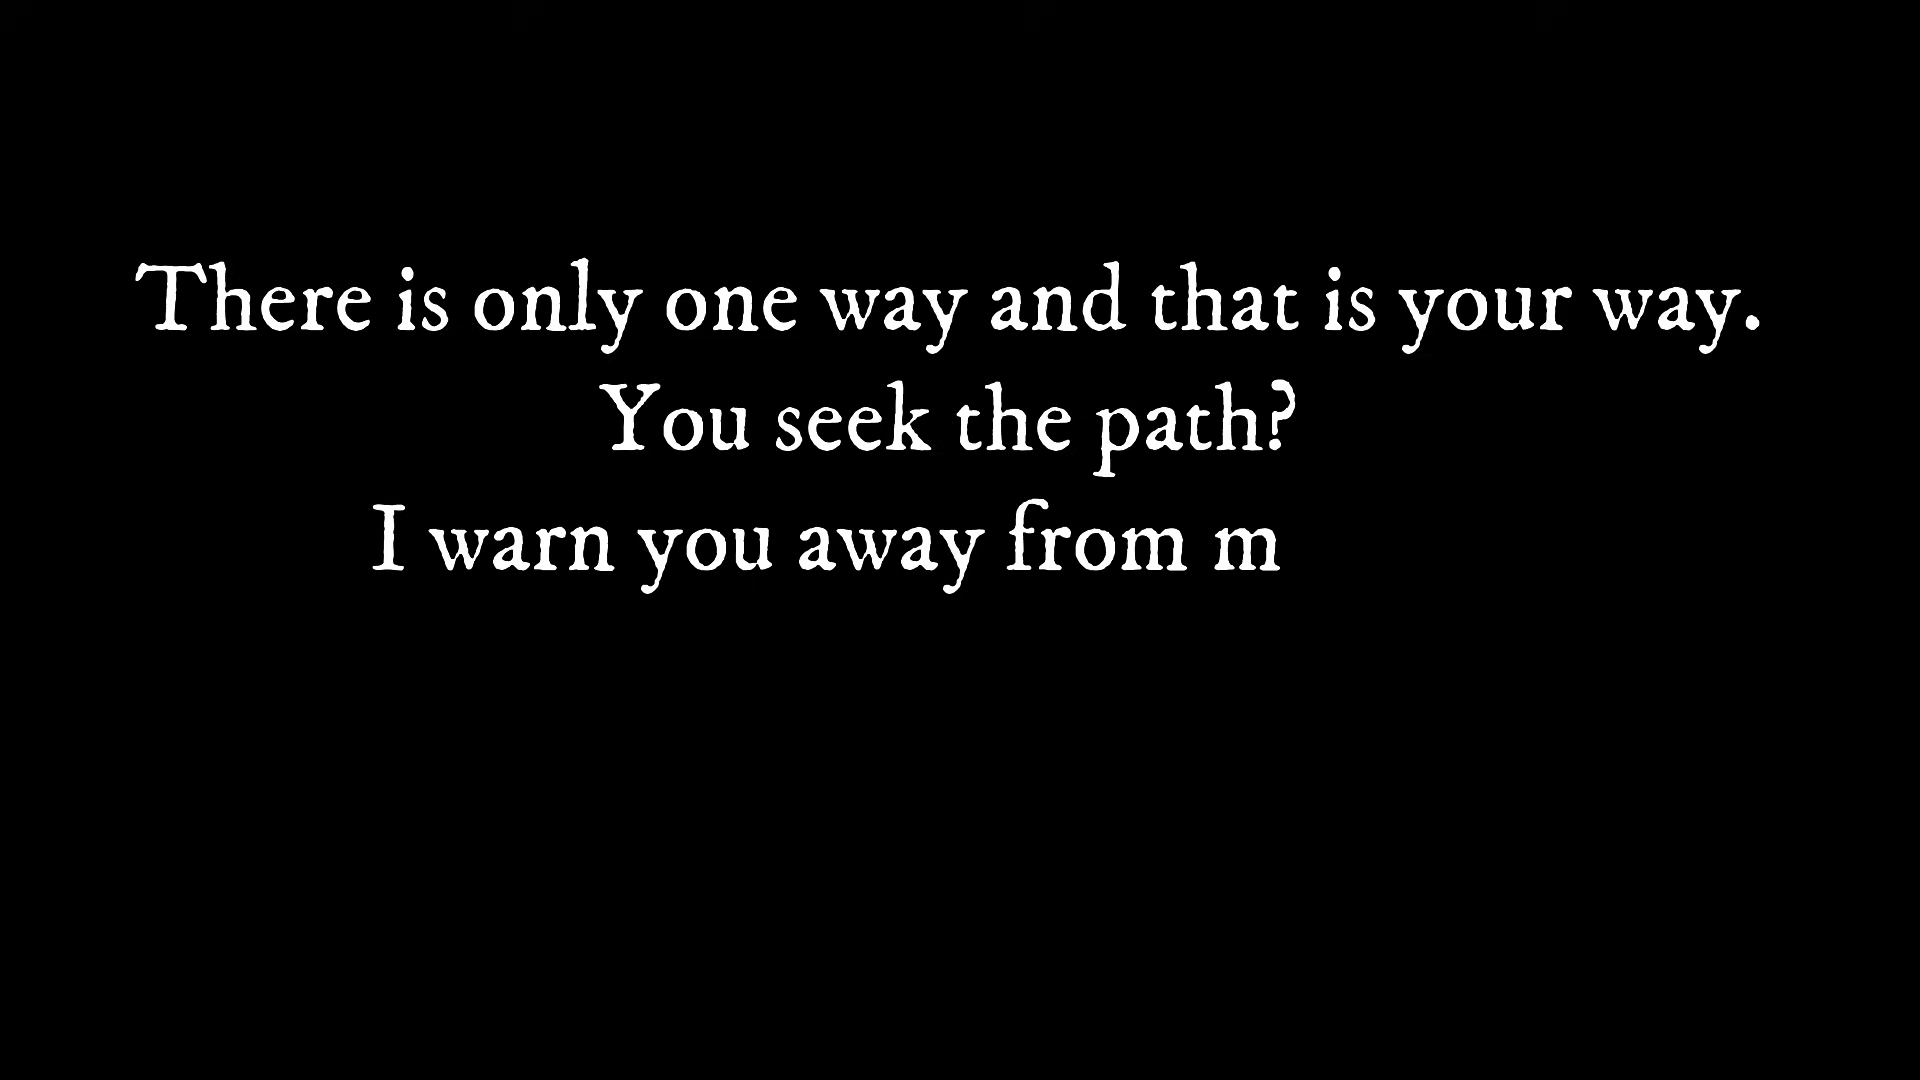 There is only one way and that is your way.
You seek the path?
I warn you away from m